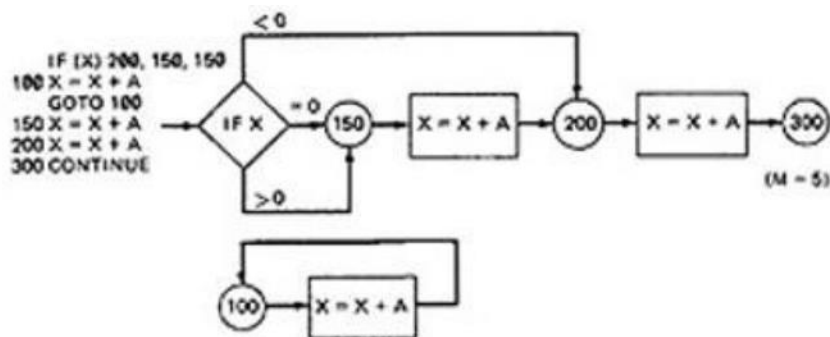 IF (X) 200, 150, 150
100 X = X + A
GOTO 100
150 X = X + A
200 X = X + A
300 CONTINUE
< 0
IF X
= 0
150
X = X + A
200
X = X + A
300
> 0
(M = 5)
100
X = X + A